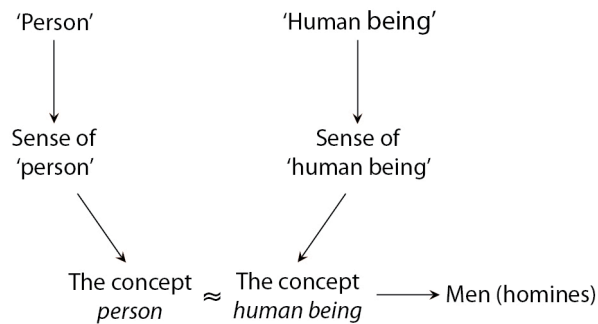 ‘Person’
‘Human being’
Sense of
‘person’
Sense of
‘human being’
The concept
person
≈
The concept
human being
Men (homines)